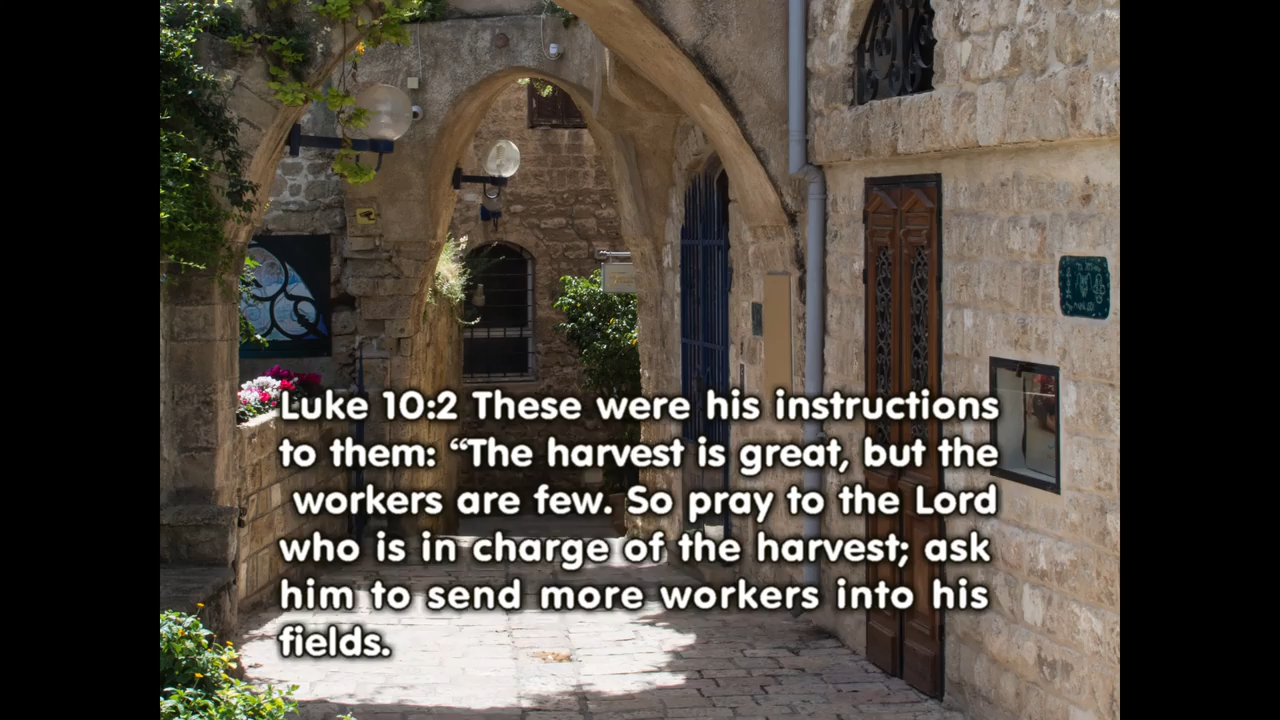 Luke 10:2 These were his instructions
to them: “The harvest is great, but the
workers are few. So pray to the Lord
who is in charge of the harvest; ask
him to send more workers into his
fields.